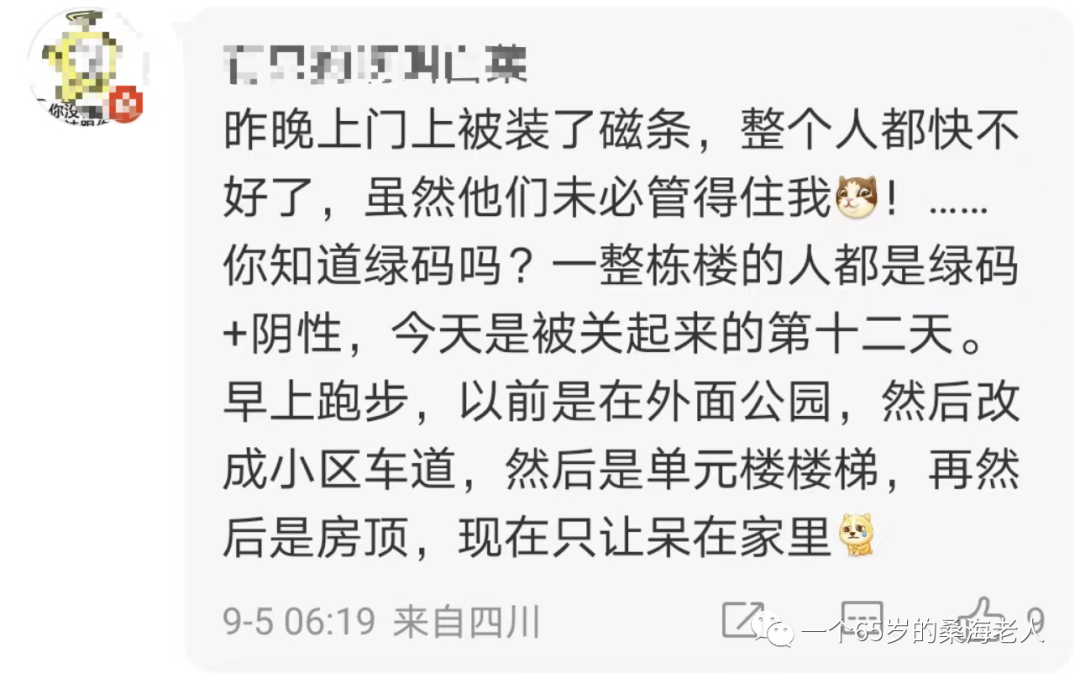 昨晚上门上被装了磁条，整个人都快不
好了，虽然他们未必管得住我！……
你知道绿码吗？一整栋楼的人都是绿码
+阴性，今天是被关起来的第十二天。
早上跑步，以前是在外面公园，然后改
成小区车道，然后是单元楼楼梯，再然
后是房顶，现在只让呆在家里
9-5 06:19 来自四川
9
一个65岁的桑海老人